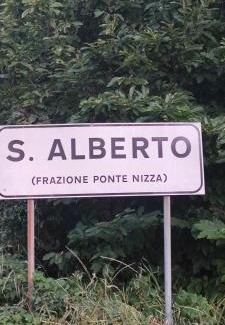 S. ALBERTO
(FRAZIONE PONTE NIZZA)